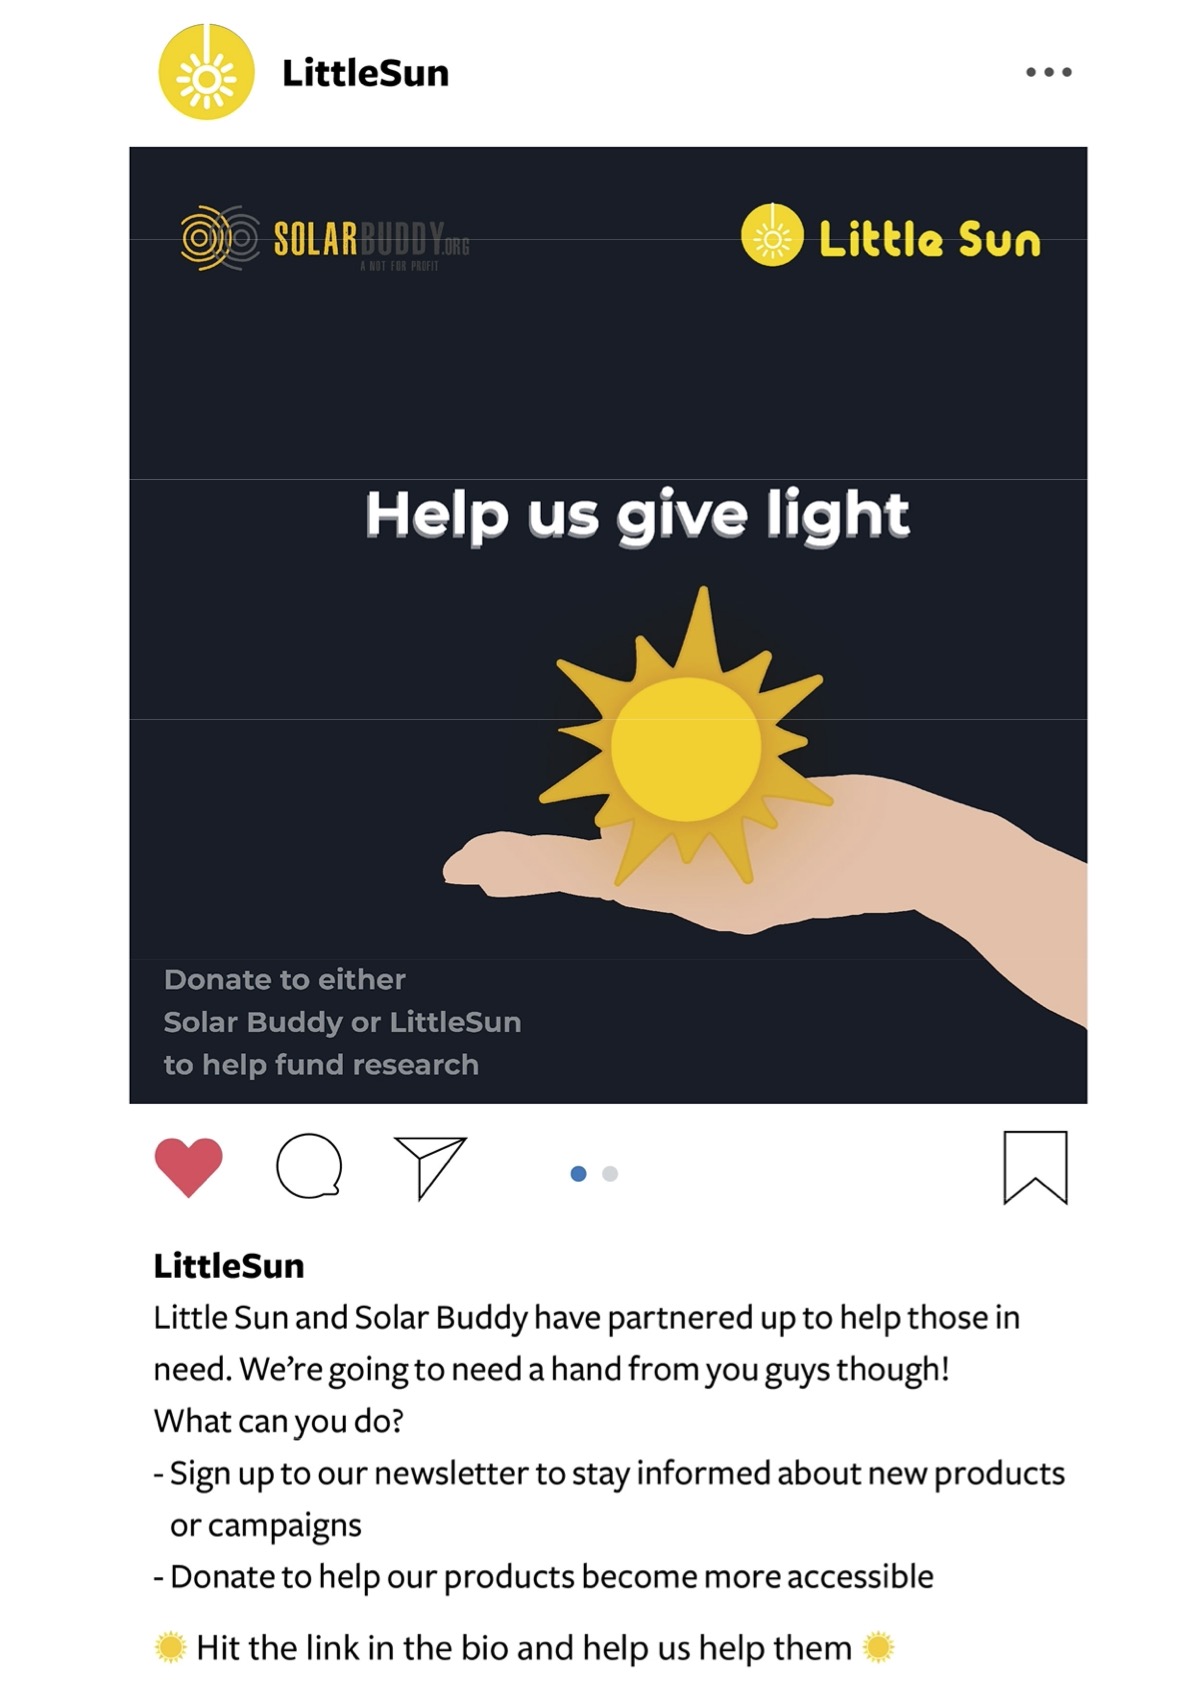 LittleSun
SOLARBUDDY.ORG
A NOT FOR PROFIT
Little Sun
Help us give light
Donate to either
Solar Buddy or LittleSun
to help fund research
LittleSun
Little Sun and Solar Buddy have partnered up to help those in
need. We’re going to need a hand from you guys though!
What can you do?
- Sign up to our newsletter to stay informed about new products
or campaigns
- Donate to help our products become more accessible
☀️ Hit the link in the bio and help us help them ☀️